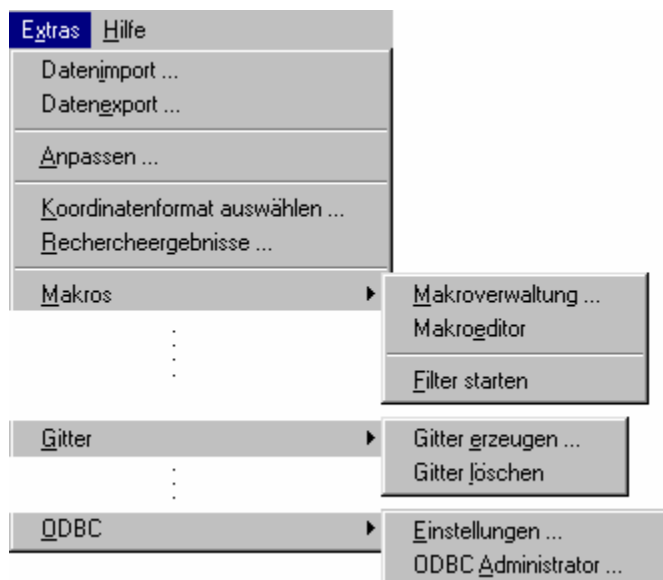 Extras Hilfe
Datenimport ...
Datenexport ...
Anpassen ...
Koordinatenformat auswählen ...
Rechercheergebnisse ...
Makros
Makroverwaltung ...
Makroeditor
Filter starten
Gitter
Gitter erzeugen ...
Gitter löschen
ODBC
Einstellungen ...
ODBC Administrator ...